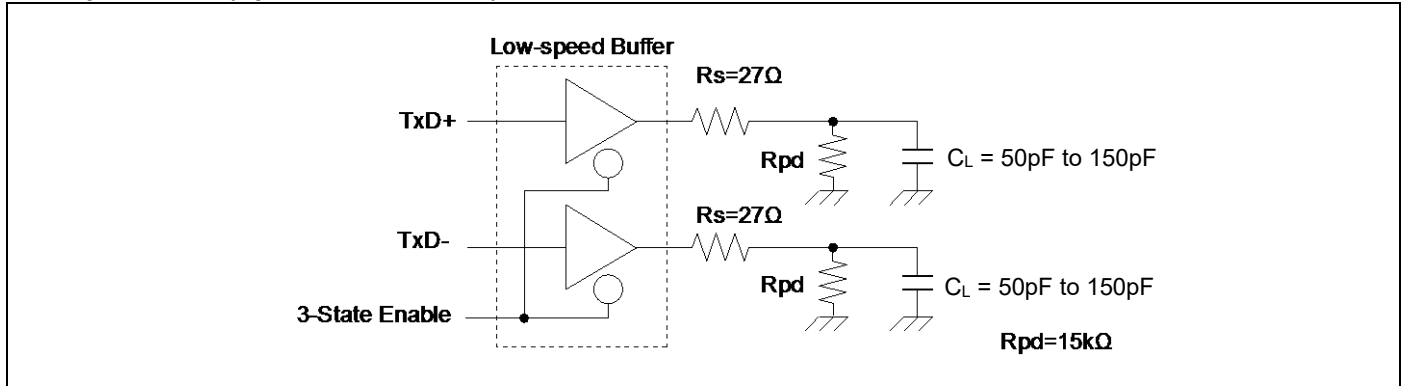 Low-speed Buffer
Rs=27Ω
TxD+
Rpd
CL = 50pF to 150pF
Rs=27Ω
TxD-
Rpd
CL = 50pF to 150pF
3-State Enable
Rpd=15kΩ